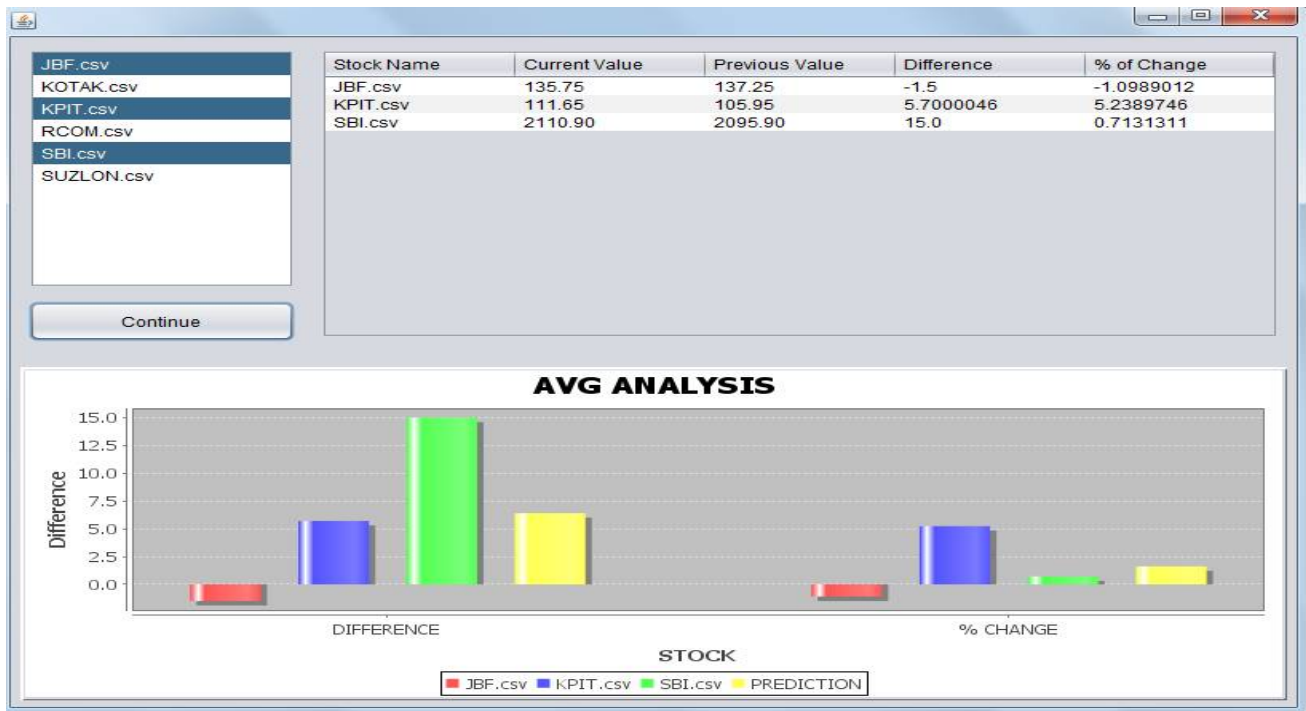 JBF.csv
KOTAK.csv
KPIT.csv
RCOM.csv
SBI.csv
SUZLON.csv
Continue
Stock Name Current Value Previous Value Difference % of Change
JBF.csv 135.75 137.25 -1.5 -1.0989012
KPIT.csv 111.65 105.95 5.7000046 5.2389746
SBI.csv 2110.90 2095.90 15.0 0.7131311
AVG ANALYSIS
Difference
15.0
12.5
10.0
7.5
5.0
2.5
0.0
DIFFERENCE % CHANGE
STOCK
JBF.csv KPIT.csv SBI.csv PREDICTION